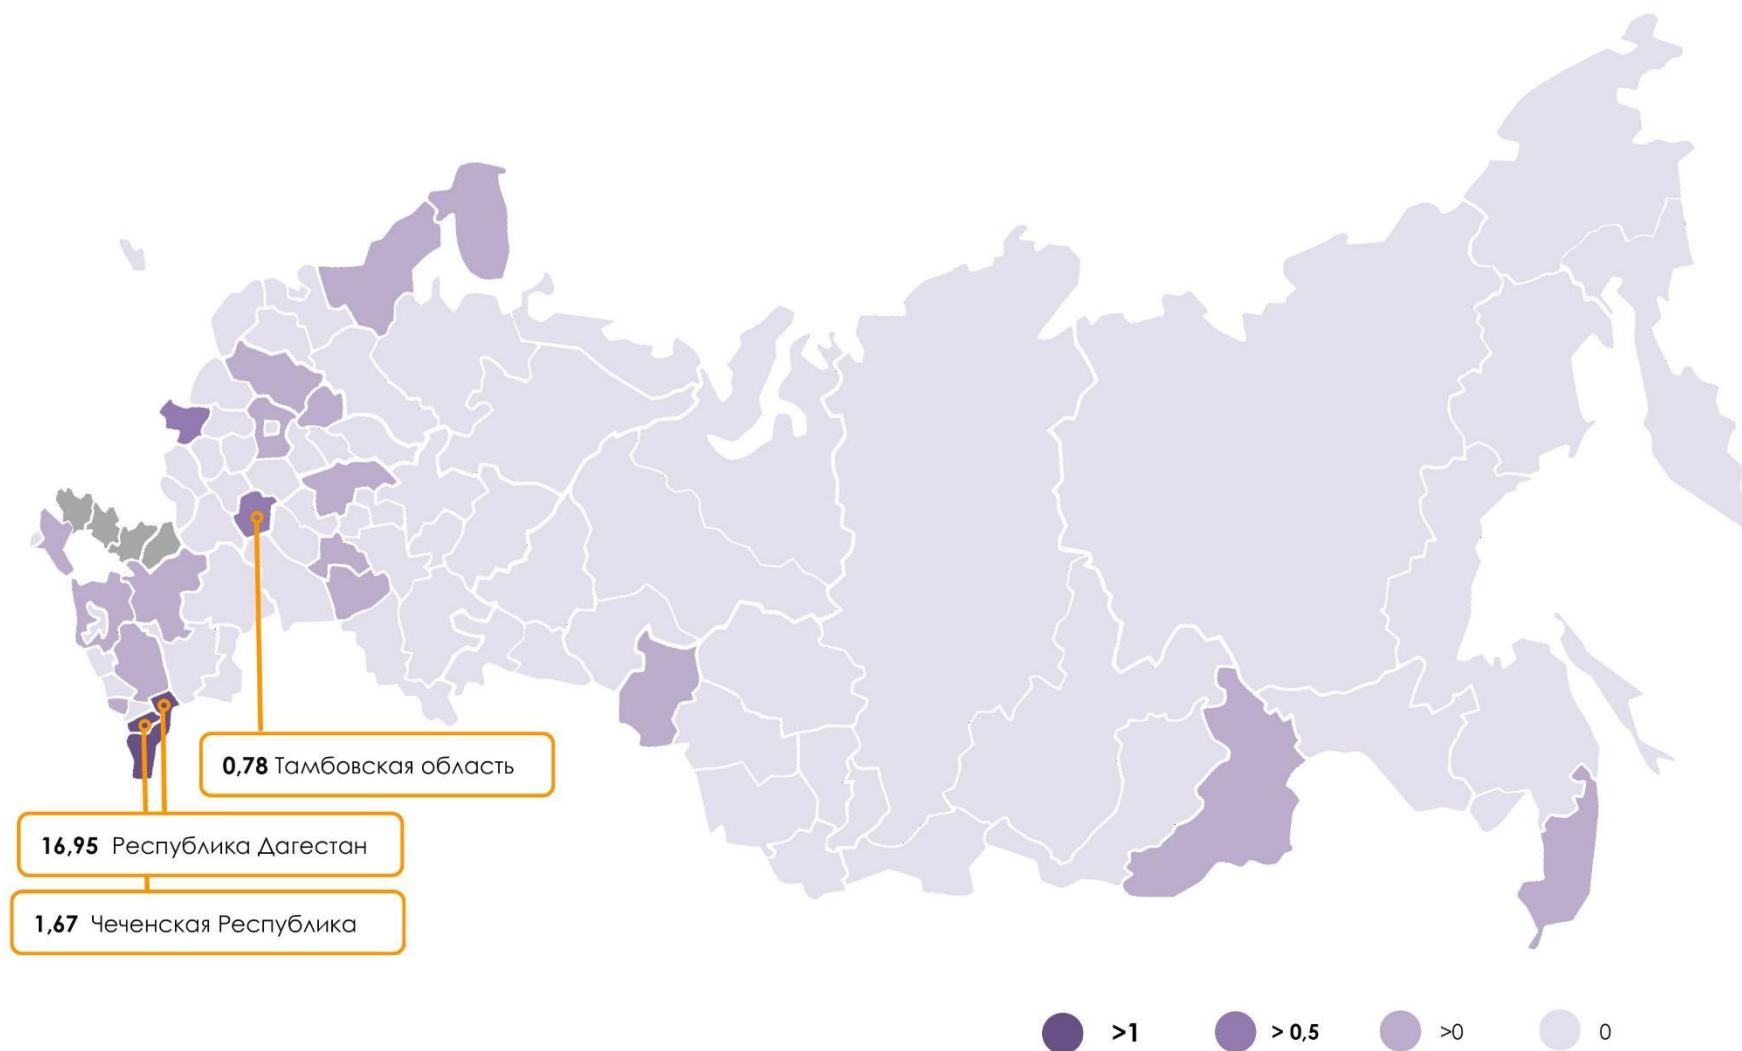 0,78 Тамбовская область
16,95 Республика Дагестан
1,67 Чеченская Республика
>1
> 0,5
>0
0